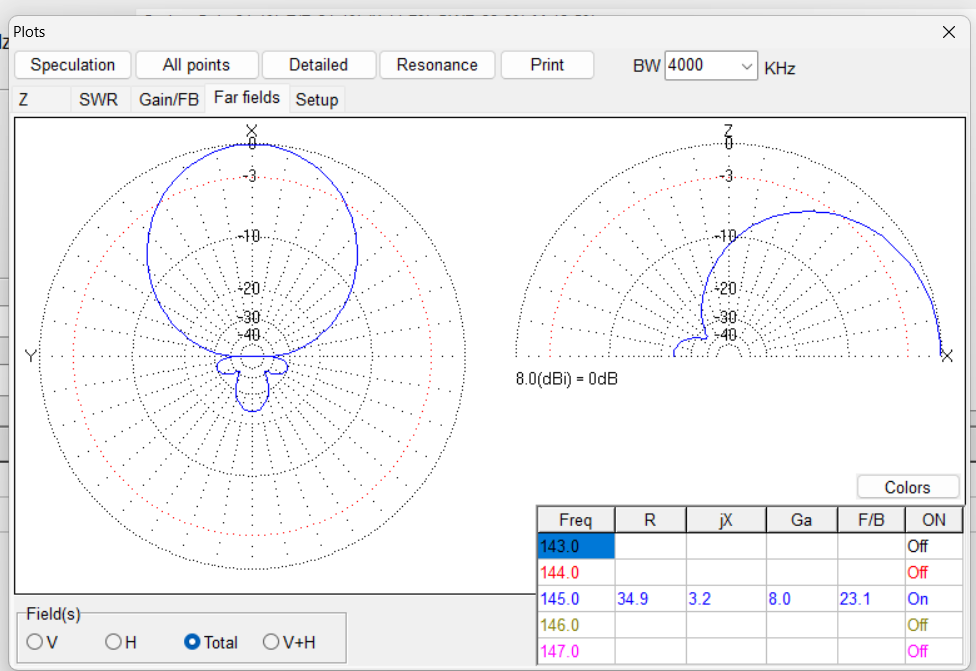 Plots
Speculation All points Detailed Resonance Print BW 4000 KHz
Z SWR Gain/FB Far fields Setup
X
0
-3
-10
-20
-30
-40
Y
Z
0
-3
-10
-20
-30
-40
X
8.0(dBi) = 0dB
Colors
Freq R jX Ga F/B ON
143.0 Off
144.0 Off
145.0 34.9 3.2 8.0 23.1 On
146.0 Off
147.0 Off
Field(s)
V H Total V+H